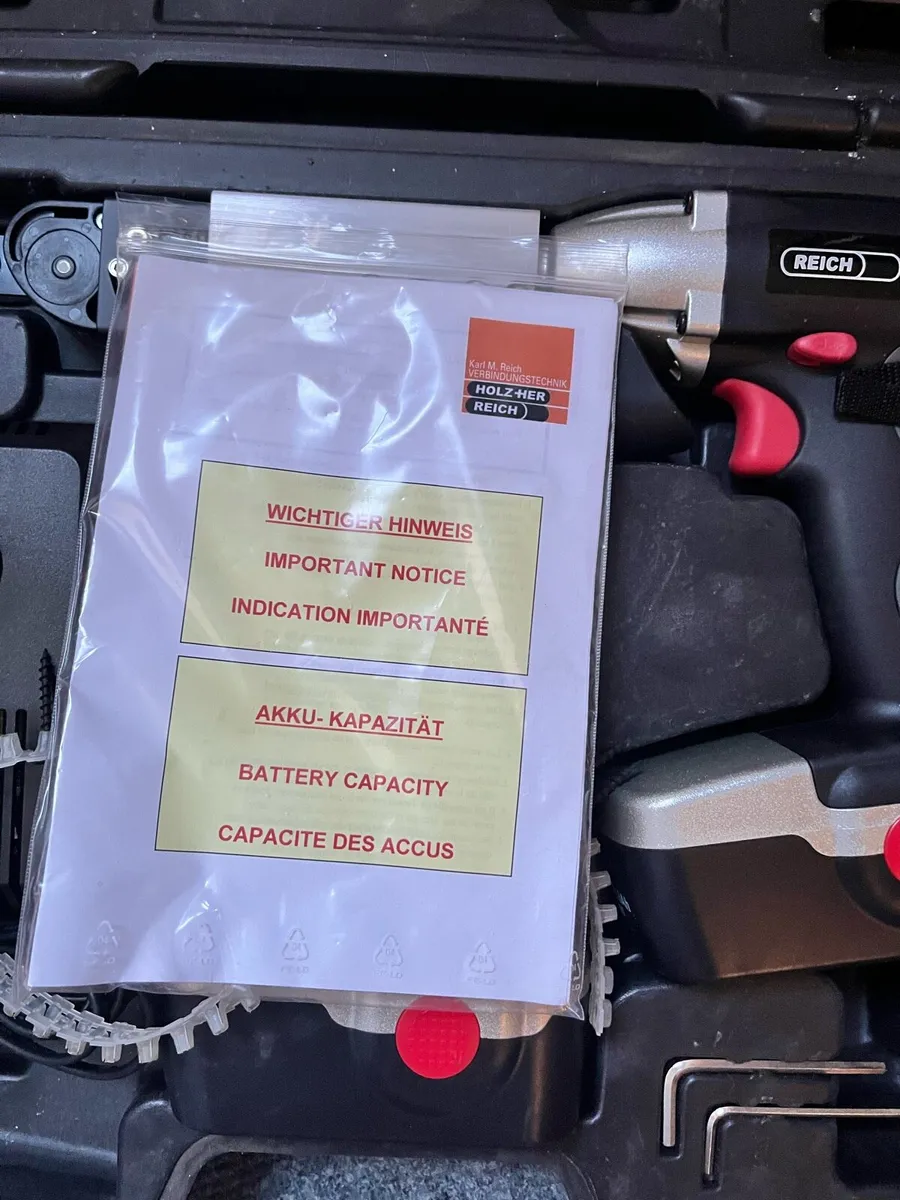 REICH
Karl M. Reich
VERBINDUNGSTECHNIK
HOLZ-HER
REICH
WICHTIGER HINWEIS
IMPORTANT NOTICE
INDICATION IMPORTANTÉ
AKKU- KAPAZITÄT
BATTERY CAPACITY
CAPACITE DES ACCUS